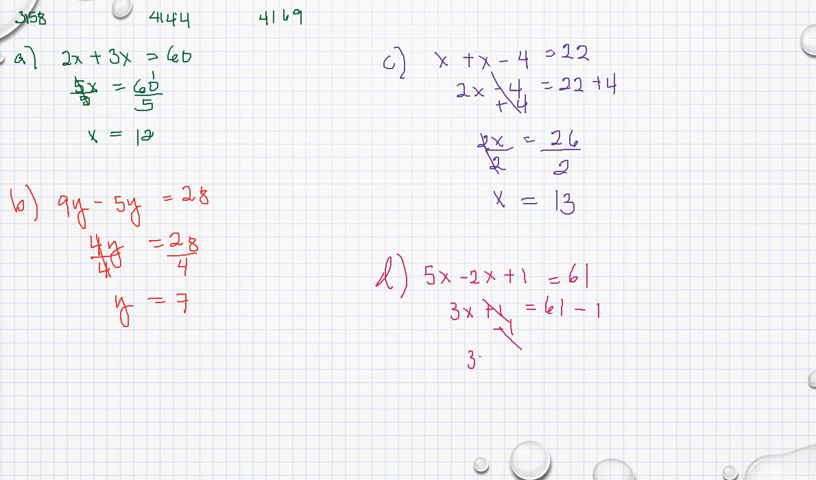 3158 4144 4169
a) 2x + 3x = 60
5x/5 = 60/5
x = 12
b) 9y - 5y = 28
4y/4 = 28/4
y = 7
c) x + x - 4 = 22
2x - 4 = 22 + 4
+ 4
2x/2 = 26/2
x = 13
d) 5x - 2x + 1 = 61
3x + 1 = 61 - 1
- 1
3